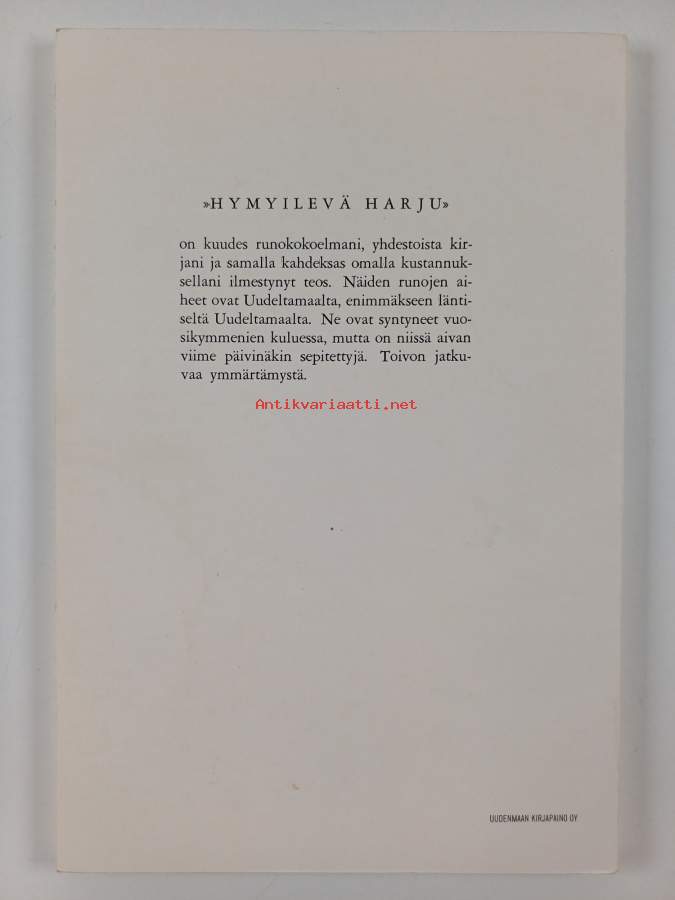 »HYMYILEVÄ HARJU»
on kuudes runokokoelmani, yhdestoista kir-
jani ja samalla kahdeksas omalla kustannuk-
sellani ilmestynyt teos. Näiden runojen ai-
heet ovat Uudeltamaalta, enimmäkseen länti-
seltä Uudeltamaalta. Ne ovat syntyneet vuo-
sikymmenien kuluessa, mutta on niissä aivan
viime päivinäkin sepitettyjä. Toivon jatku-
vaa ymmärtämystä.
Antikvariaatti.net
UUDENMAAN KIRJAPAINO OY